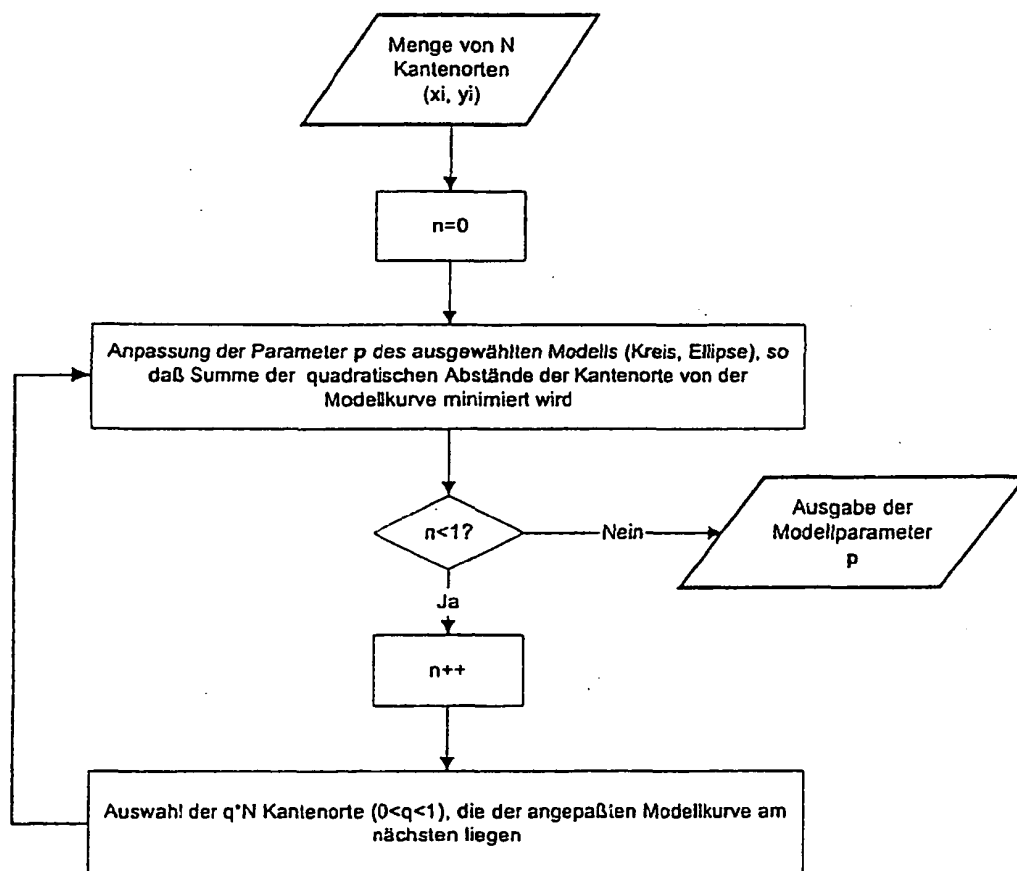 Menge von N
Kantenorten
(xi, yi)
n=0
Anpassung der Parameter p des ausgewählten Modells (Kreis, Ellipse), so
daß Summe der quadratischen Abstände der Kantenorte von der
Modellkurve minimiert wird
n<1?
Nein
Ausgabe der
Modellparameter
p
Ja
n++
Auswahl der q*N Kantenorte (0<q<1), die der angepaßten Modellkurve am
nächsten liegen